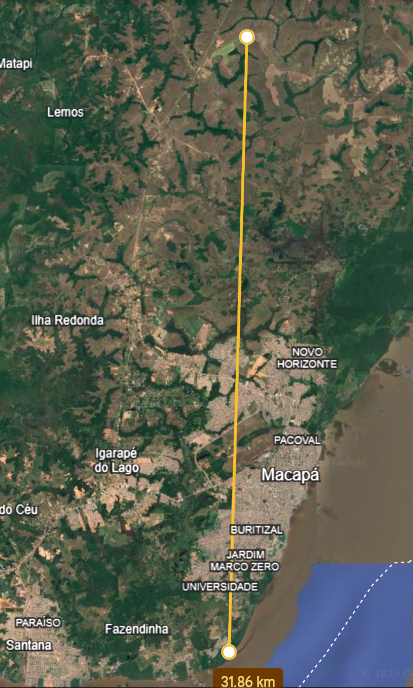 Matapi
Lemos
Ilha Redonda
NOVO
HORIZONTE
PACOVAL
Igarapé
do Lago
Macapá
do Céu
BURITIZAL
JARDIM
MARCO ZERO
UNIVERSIDADE
PARAÍSO
Fazendinha
Santana
31.86 km